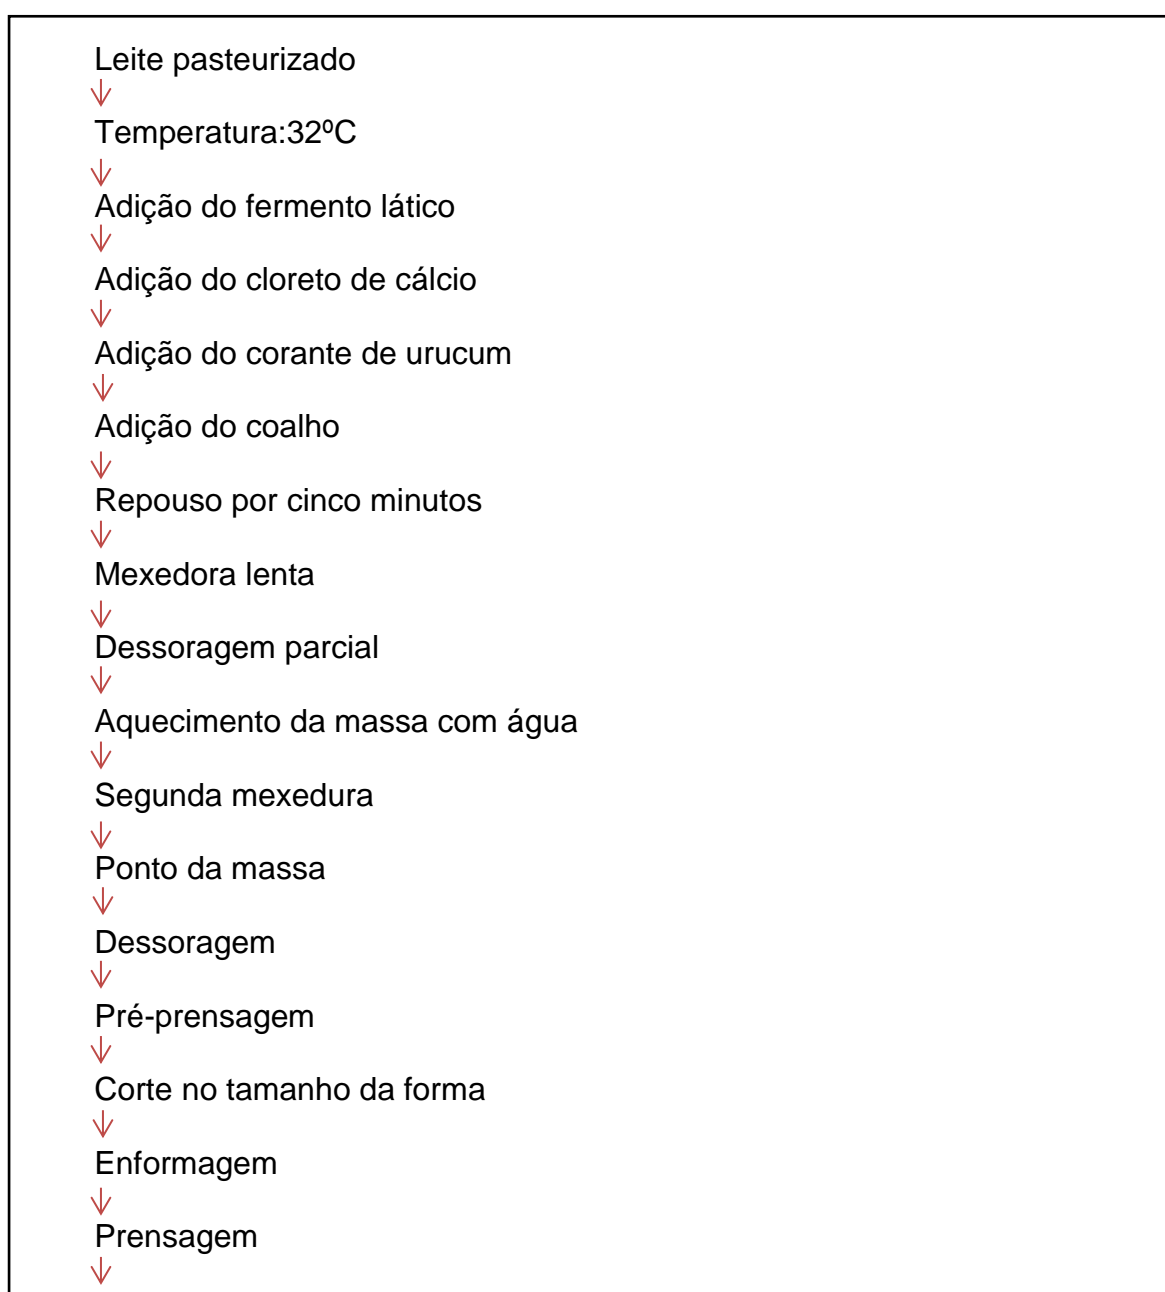 Leite pasteurizado
Temperatura:32ºC
Adição do fermento lático
Adição do cloreto de cálcio
Adição do corante de urucum
Adição do coalho
Repouso por cinco minutos
Mexedora lenta
Dessoragem parcial
Aquecimento da massa com água
Segunda mexedura
Ponto da massa
Dessoragem
Pré-prensagem
Corte no tamanho da forma
Enformagem
Prensagem